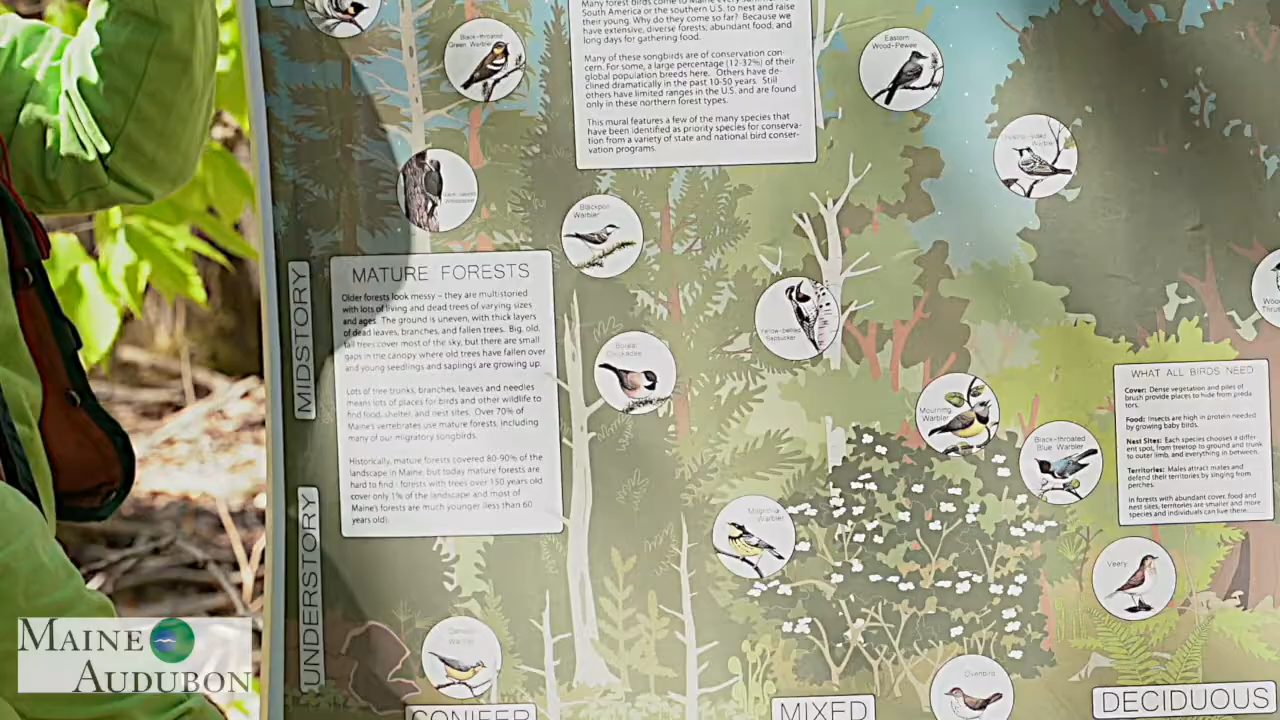 Many forest birds come to Maine every summer
South America or the southern U.S. to nest and raise
their young. Why do they come so far? Because we
have extensive, diverse forests, abundant food, and
long days for gathering food.
Many of these songbirds are of conservation con-
cern. For some, a large percentage (12-32%) of their
global population breeds here. Others have de-
clined dramatically in the past 10-50 years. Still
others have limited ranges in the U.S. and are found
only in these northern forest types.
This mural features a few of the many species that
have been identified as priority species for conserva-
tion from a variety of state and national bird conser-
vation programs.
Black-throated
Green Warbler
Eastern
Wood-Pewee
Warbler
Blackpoll
Warbler
MIDSTORY
MATURE FORESTS
Older forests look messy – they are multistoried
with lots of living and dead trees of varying sizes
and ages. The ground is uneven, with thick layers
of dead leaves, branches, and fallen trees. Big, old,
tall trees cover most of the sky, but there are small
gaps in the canopy where old trees have fallen over
and young seedlings and saplings are growing up.
Lots of tree trunks, branches, leaves and needles
means lots of places for birds and other wildlife to
find food, shelter, and nest sites. Over 70% of
Maine's vertebrates use mature forests, including
many of our migratory songbirds.
Historically, mature forests covered 80-90% of the
landscape in Maine, but today mature forests are
hard to find - forests with trees over 150 years old
cover only 1% of the landscape and most of
Maine's forests are much younger (less than 60
years old).
Yellow-bellied
Sapsucker
Boreal
Chickadee
Mourning
Warbler
Black-throated
Blue Warbler
WHAT ALL BIRDS NEED
Cover: Dense vegetation and piles of
brush provide places to hide from preda
tors.
Food: Insects are high in protein needed
by growing baby birds.
Nest Sites: Each species chooses a differ-
ent spot, from treetop to ground and trunk
to outer limb, and everything in between.
Territories: Males attract mates and
defend their territories by singing from
perches.
In forests with abundant cover, food and
nest sites, territories are smaller and more
species and individuals can live there.
Magnolia
Warbler
Veery
UNDERSTORY
Canada
Warbler
Ovenbird
CONIFER
MIXED
DECIDUOUS
MAINE
AUDUBON